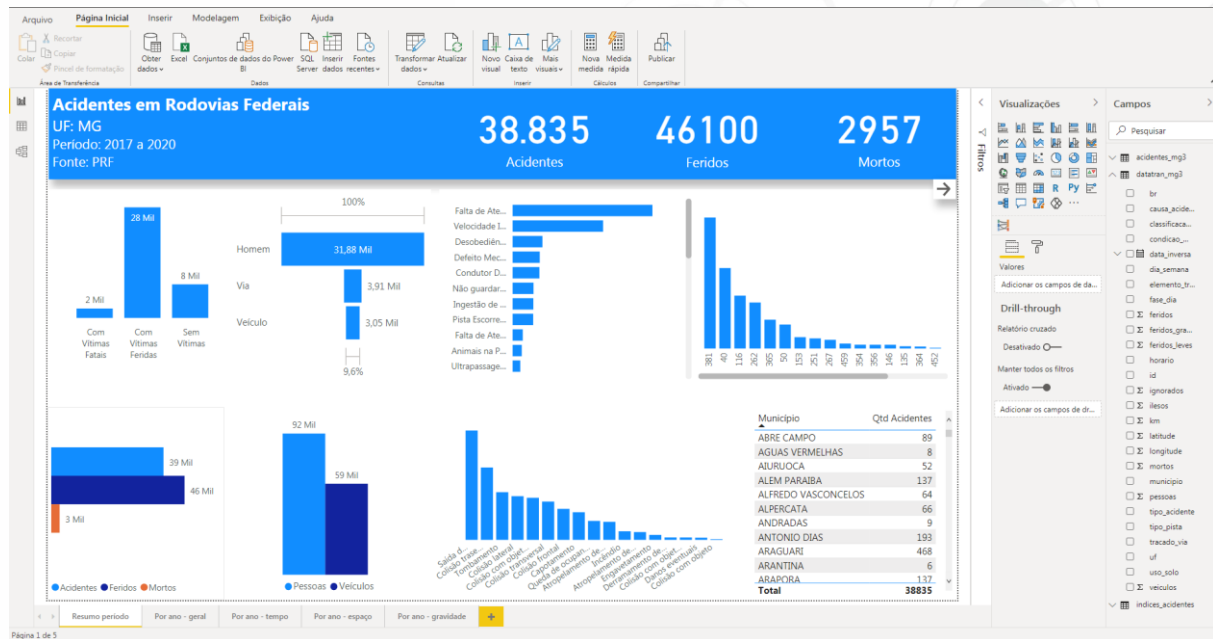 Arquivo Página Inicial Inserir Modelagem Exibição Ajuda
Colar
Recortar
Copiar
Pincel de formatação
Área de Transferência
Obter dados
Excel
Conjuntos de dados do Power BI
SQL Server
Inserir dados
Fontes recentes
Dados
Transformar dados
Atualizar
Consultas
Novo visual
Caixa de texto
Mais visuais
Inserir
Nova medida
Medida rápida
Cálculos
Publicar
Compartilhar
Acidentes em Rodovias Federais
UF: MG
Período: 2017 a 2020
Fonte: PRF
38.835
Acidentes
46100
Feridos
2957
Mortos
2 Mil
28 Mil
8 Mil
Com Vítimas Fatais
Com Vítimas Feridas
Sem Vítimas
100%
Homem 31,88 Mil
Via 3,91 Mil
Veiculo 3,05 Mil
9,6%
Falta de Ate...
Velocidade I...
Desobediên...
Defeito Mec...
Condutor D...
Não guardar...
Ingestão de ...
Pista Escorre...
Falta de Ate...
Animais na P...
Ultrapassage...
381 40 116 262 365 50 153 251 267 459 354 356 146 135 364 452
39 Mil
46 Mil
3 Mil
Acidentes Feridos Mortos
92 Mil
59 Mil
Pessoas Veículos
Saída d...
Colisão trase...
Tombamento
Colisão lateral
Colisão com objet...
Colisão transversal
Colisão frontal
Capotamento
Queda de ocupan...
Atropelamento de...
Incêndio
Atropelamento de...
Engavetamento
Derramamento de...
Colisão com objet...
Danos eventuais
Colisão com objeto
Município Qtd Acidentes
ABRE CAMPO 89
AGUAS VERMELHAS 8
AIURUOCA 52
ALEM PARAIBA 137
ALFREDO VASCONCELOS 64
ALPERCATA 66
ANDRADAS 9
ANTONIO DIAS 193
ARAGUARI 468
ARANTINA 6
ARAPORA 137
Total 38835
Filtros
Visualizações
R Py
Valores
Adicionar os campos de da...
Drill-through
Relatório cruzado
Desativado
Manter todos os filtros
Ativado
Adicionar os campos de dr...
Campos
Pesquisar
acidentes_mg3
datatran_mg3
br
causa_acide...
classificaca...
condicao_...
data_inversa
dia_semana
elemento_tr...
fase_dia
Σ feridos
Σ feridos_gra...
Σ feridos_leves
horario
id
Σ ignorados
Σ ilesos
Σ km
Σ latitude
Σ longitude
Σ mortos
municipio
Σ pessoas
tipo_acidente
tipo_pista
tracado_via
uf
uso_solo
Σ veiculos
indices_acidentes
Resumo período Por ano - geral Por ano - tempo Por ano - espaço Por ano - gravidade
Página 1 de 5